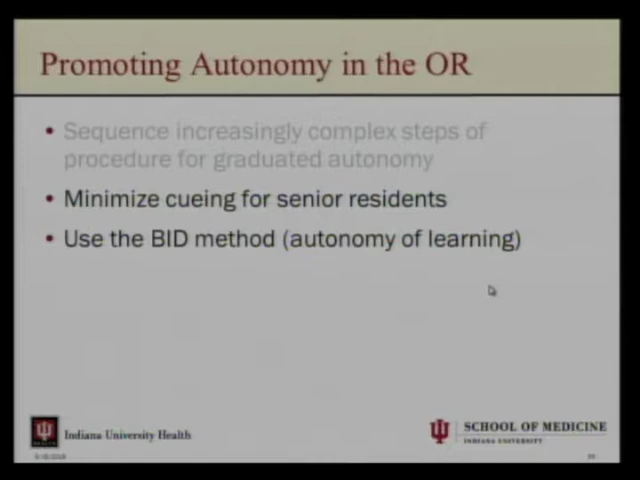 Promoting Autonomy in the OR
• Sequence increasingly complex steps of
procedure for graduated autonomy
• Minimize cueing for senior residents
• Use the BID method (autonomy of learning)
Indiana University Health
SCHOOL OF MEDICINE
INDIANA UNIVERSITY